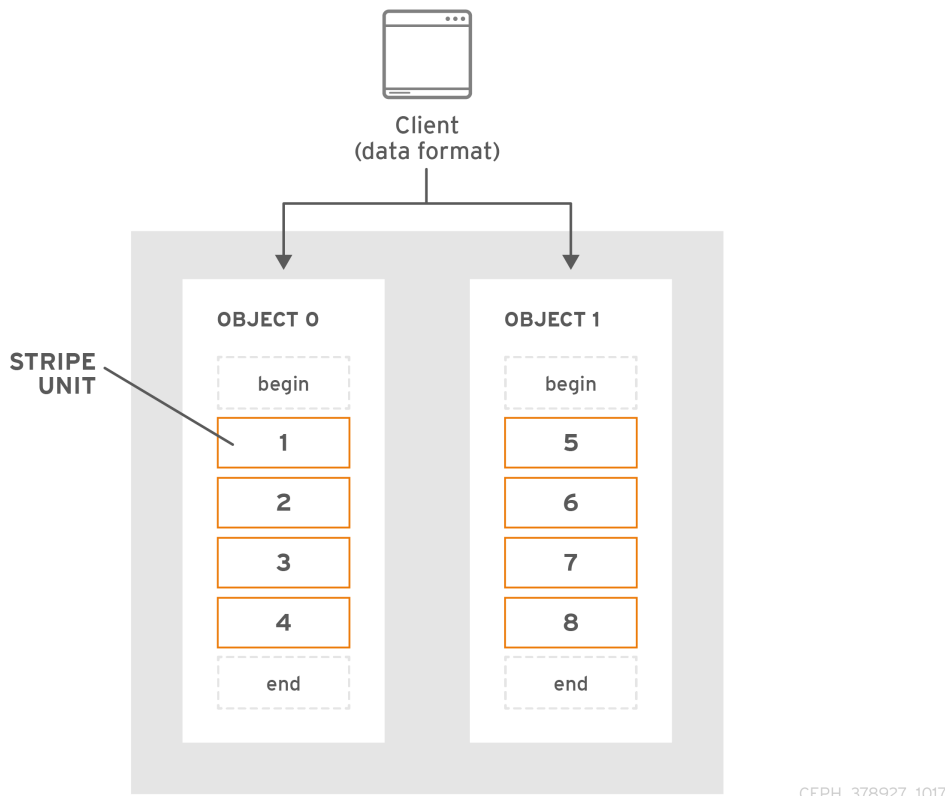 Client
(data format)
OBJECT 0
OBJECT 1
STRIPE
UNIT
begin
1
2
3
4
end
begin
5
6
7
8
end
CEPH_378927_1017